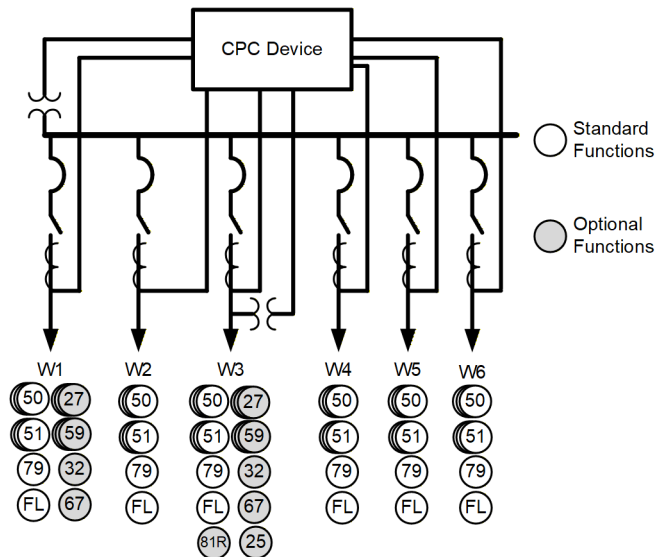 CPC Device
Standard
Functions
Optional
Functions
W1 W2 W3 W4 W5 W6
50 27 50 50 27 50 50 50
51 59 51 51 59 51 51 51
79 32 79 79 32 79 79 79
FL 67 FL FL 67 FL FL FL
81R 25